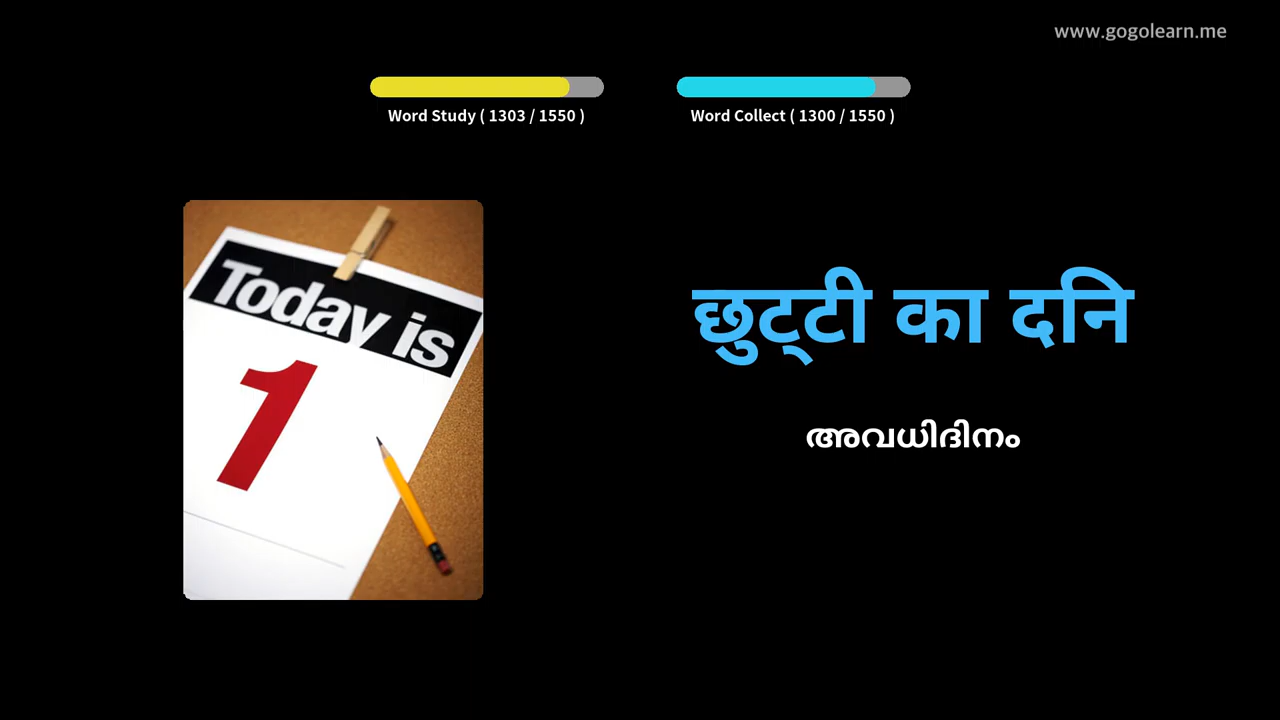 www.gogolearn.me
Word Study ( 1303 / 1550 )
Word Collect ( 1300 / 1550 )
Today is
1
छुट्टी का दनि
അവധിദിനം